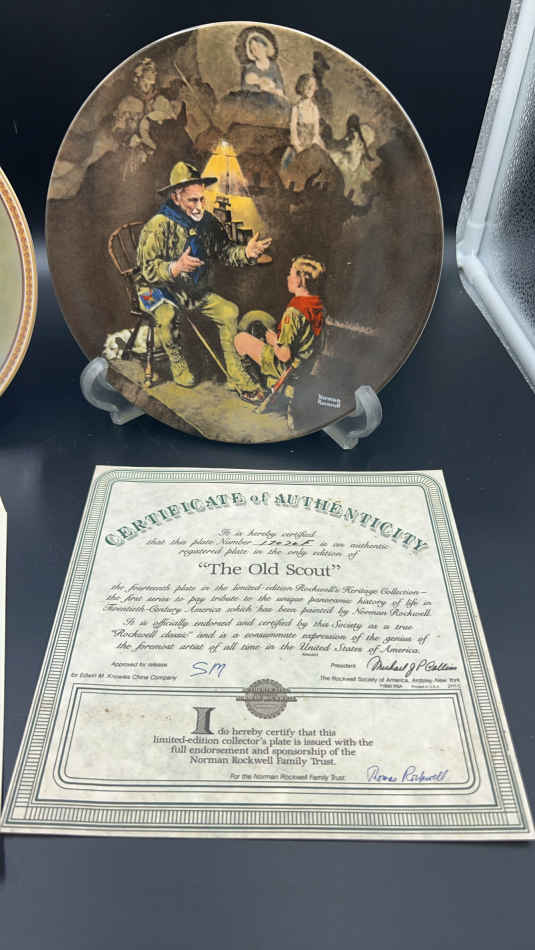 CERTIFICATE of AUTHENTICITY
It is hereby certified
that this plate Number is an authentic
registered plate in the only edition of
“The Old Scout”
the fourteenth plate in the limited-edition Rockwell's Heritage Collection—
the first series to pay tribute to the unique panoramic history of life in
Twentieth-Century America which has been painted by Norman Rockwell.
It is officially endorsed and certified by this Society as a true
“Rockwell classic” and is a consummate expression of the genius of
the foremost artist of all time in the United States of America.
Approved by release
for Edwin M. Knowles China Company
SM
President
The Rockwell Society of America, Ardsley New York
I do hereby certify that this
limited-edition collector's plate is issued with the
full endorsement and sponsorship of the
Norman Rockwell Family Trust.
For the Norman Rockwell Family Trust:
Thomas Rockwell